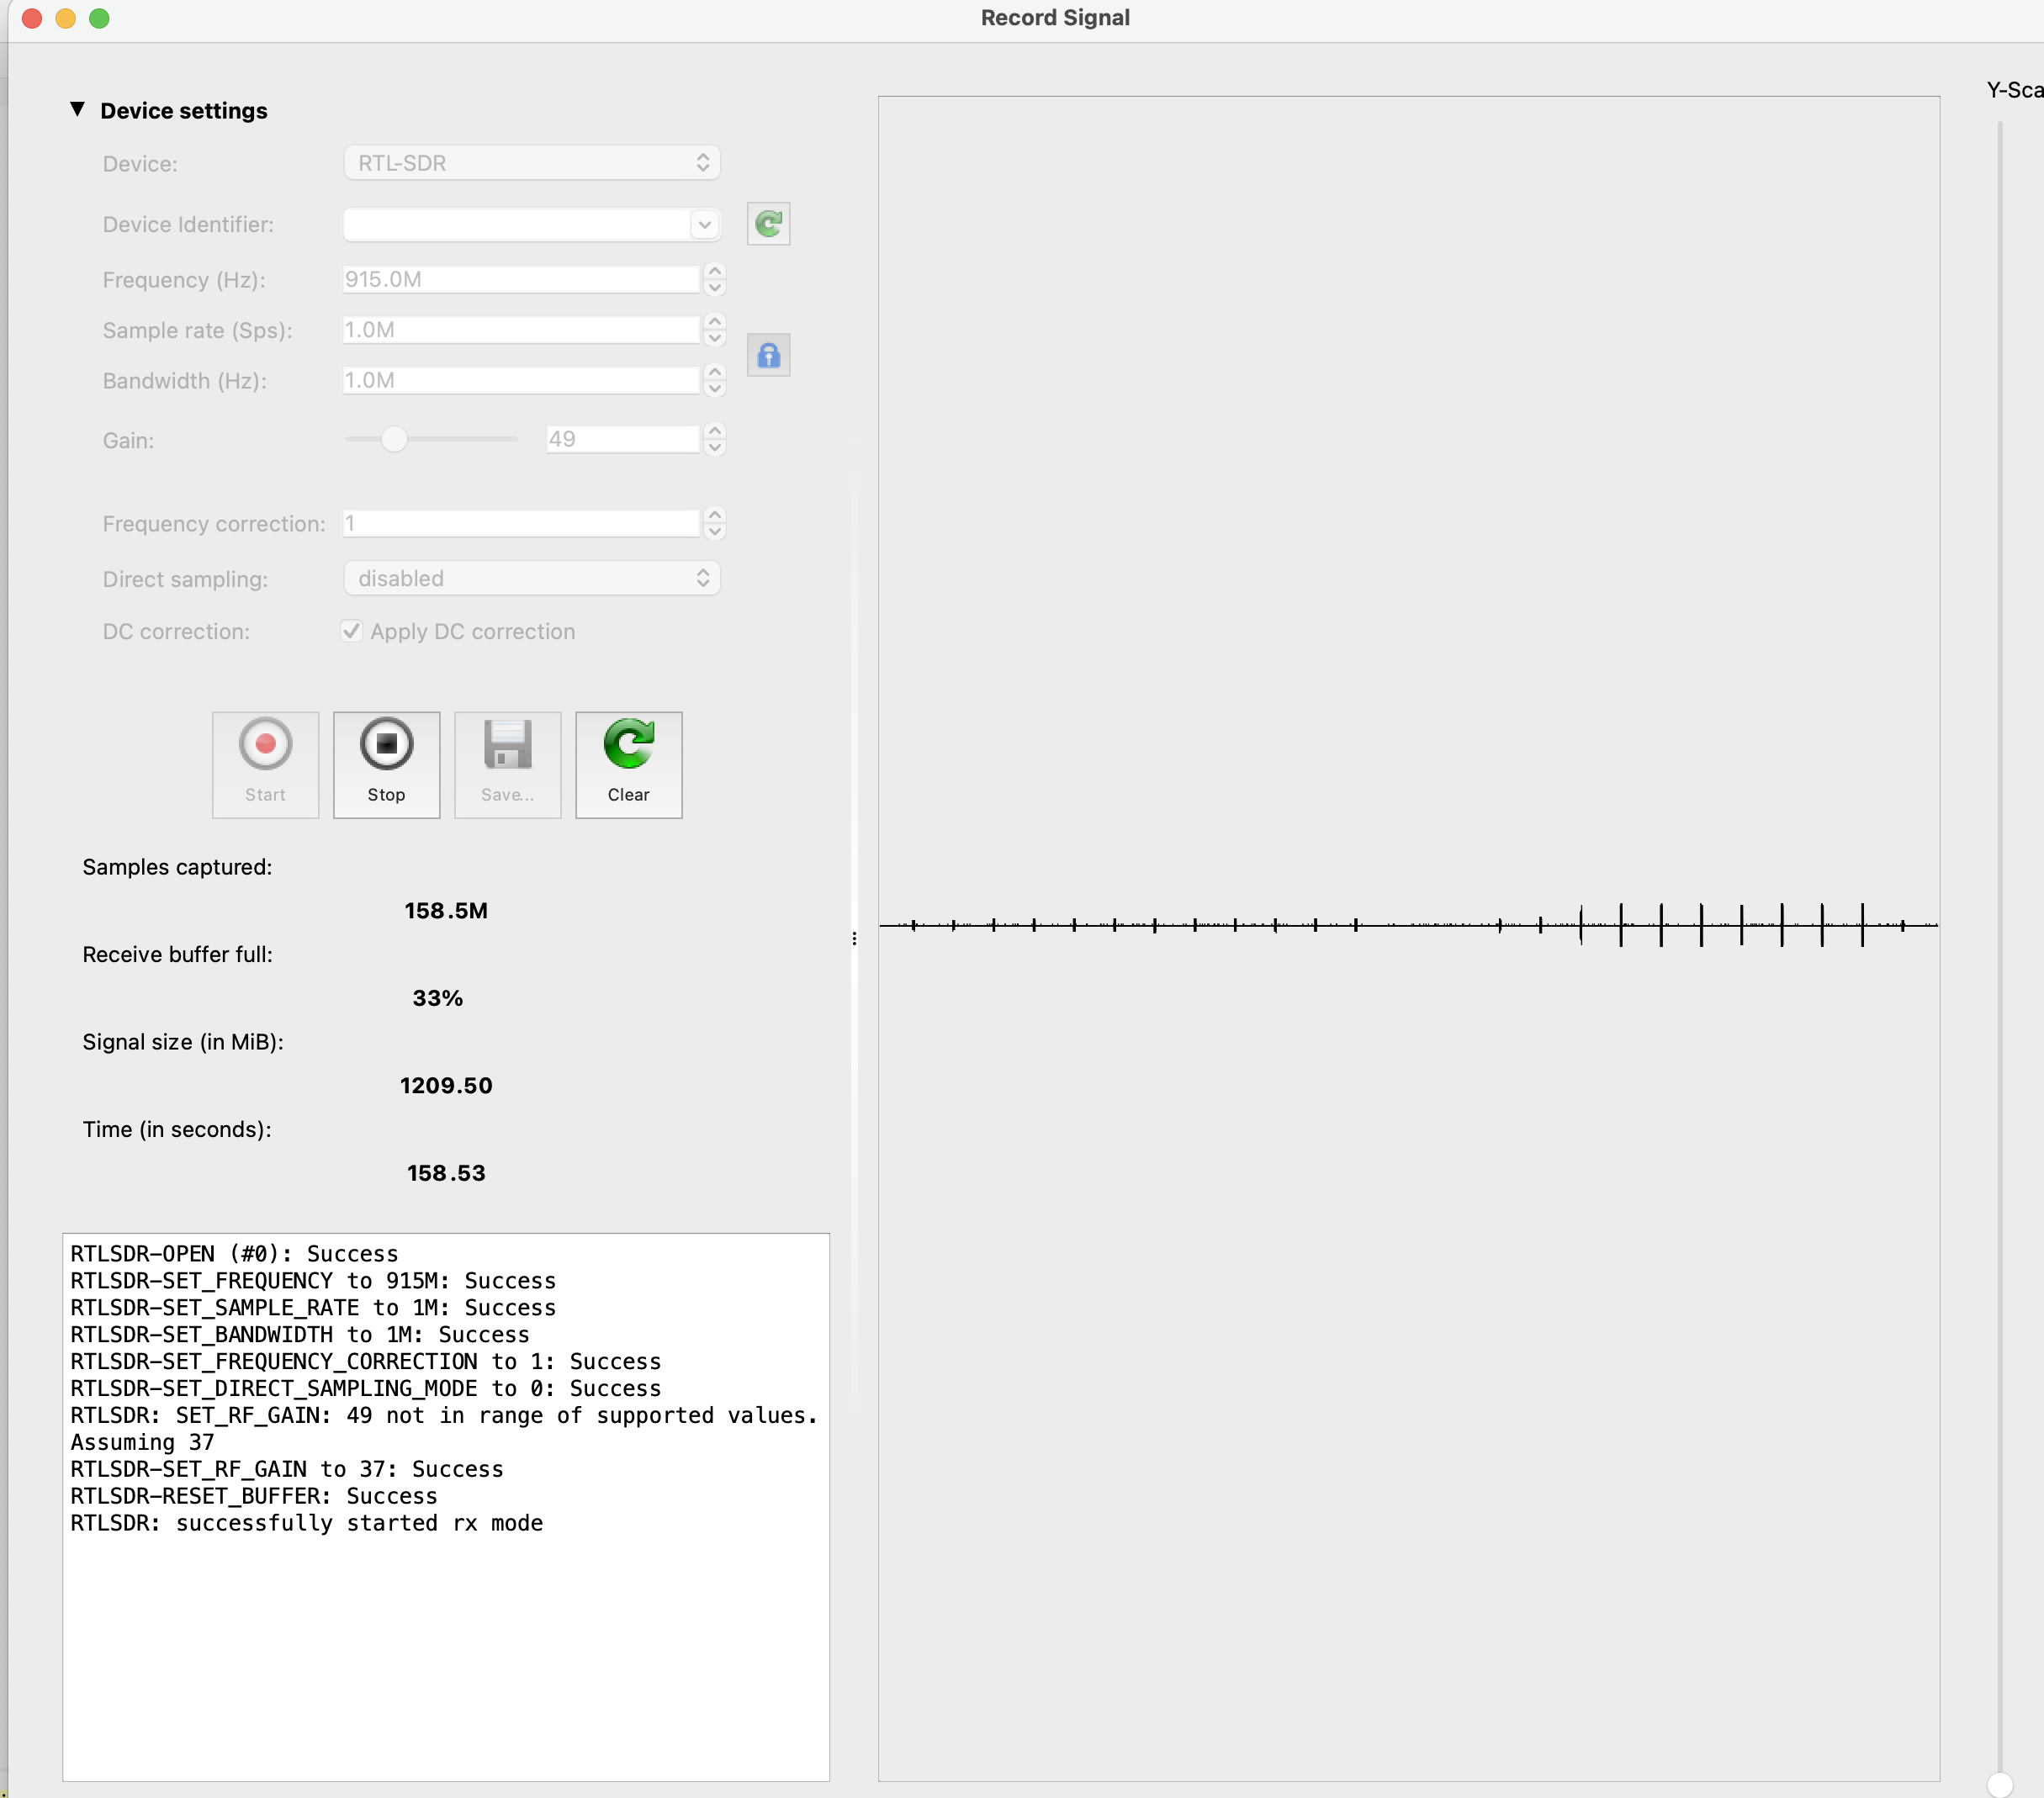 Record Signal
Device settings
Device: RTL-SDR
Device Identifier:
Frequency (Hz): 915.0M
Sample rate (Sps): 1.0M
Bandwidth (Hz): 1.0M
Gain: 49
Frequency correction: 1
Direct sampling: disabled
DC correction: Apply DC correction
Start Stop Save... Clear
Samples captured:
158.5M
Receive buffer full:
33%
Signal size (in MiB):
1209.50
Time (in seconds):
158.53
RTLSDR-OPEN (#0): Success
RTLSDR-SET_FREQUENCY to 915M: Success
RTLSDR-SET_SAMPLE_RATE to 1M: Success
RTLSDR-SET_BANDWIDTH to 1M: Success
RTLSDR-SET_FREQUENCY_CORRECTION to 1: Success
RTLSDR-SET_DIRECT_SAMPLING_MODE to 0: Success
RTLSDR: SET_RF_GAIN: 49 not in range of supported values.
Assuming 37
RTLSDR-SET_RF_GAIN to 37: Success
RTLSDR-RESET_BUFFER: Success
RTLSDR: successfully started rx mode
Y-Sca